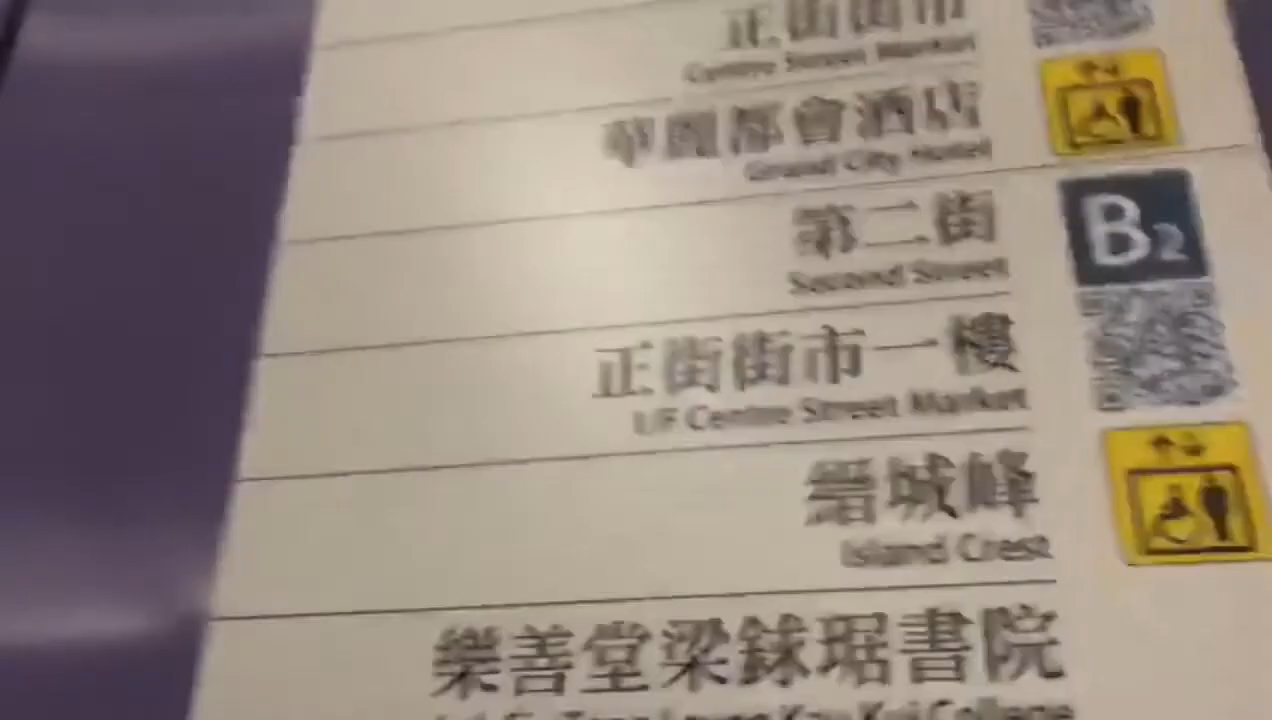 正街街市
Centre Street Market
華麗都會酒店
Grand City Hotel
第二街
Second Street
B2
正街街市一樓
1/F Centre Street Market
縉城峰
Island Crest
樂善堂梁銶琚書院